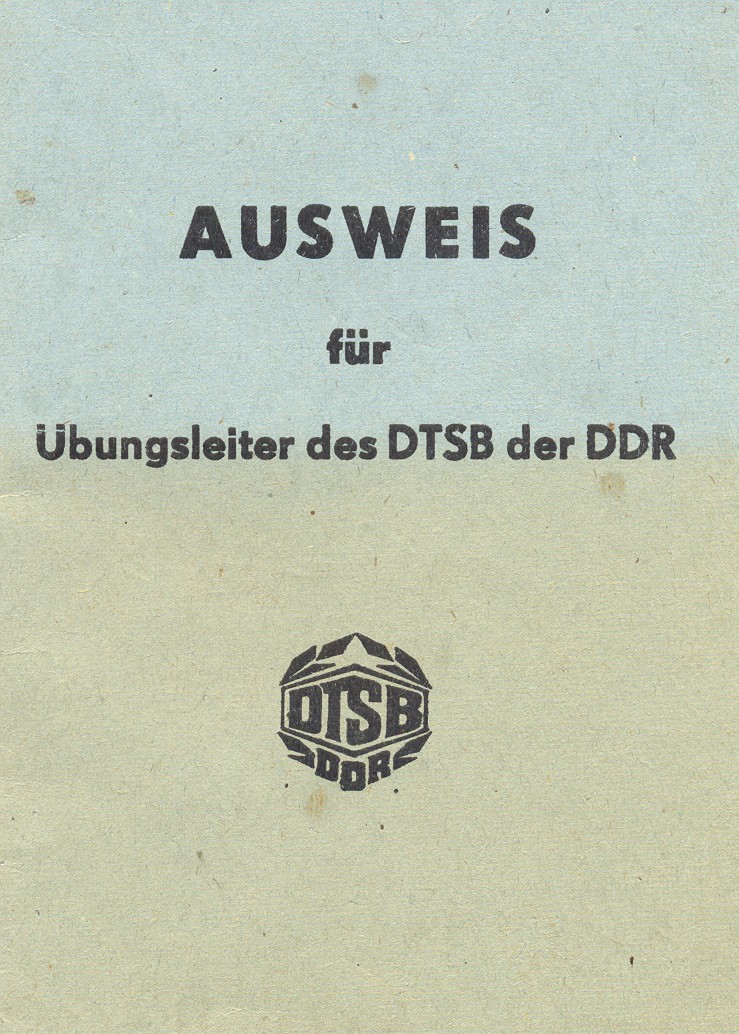 AUSWEIS
für
Übungsleiter des DTSB der DDR
DTSB
DDR